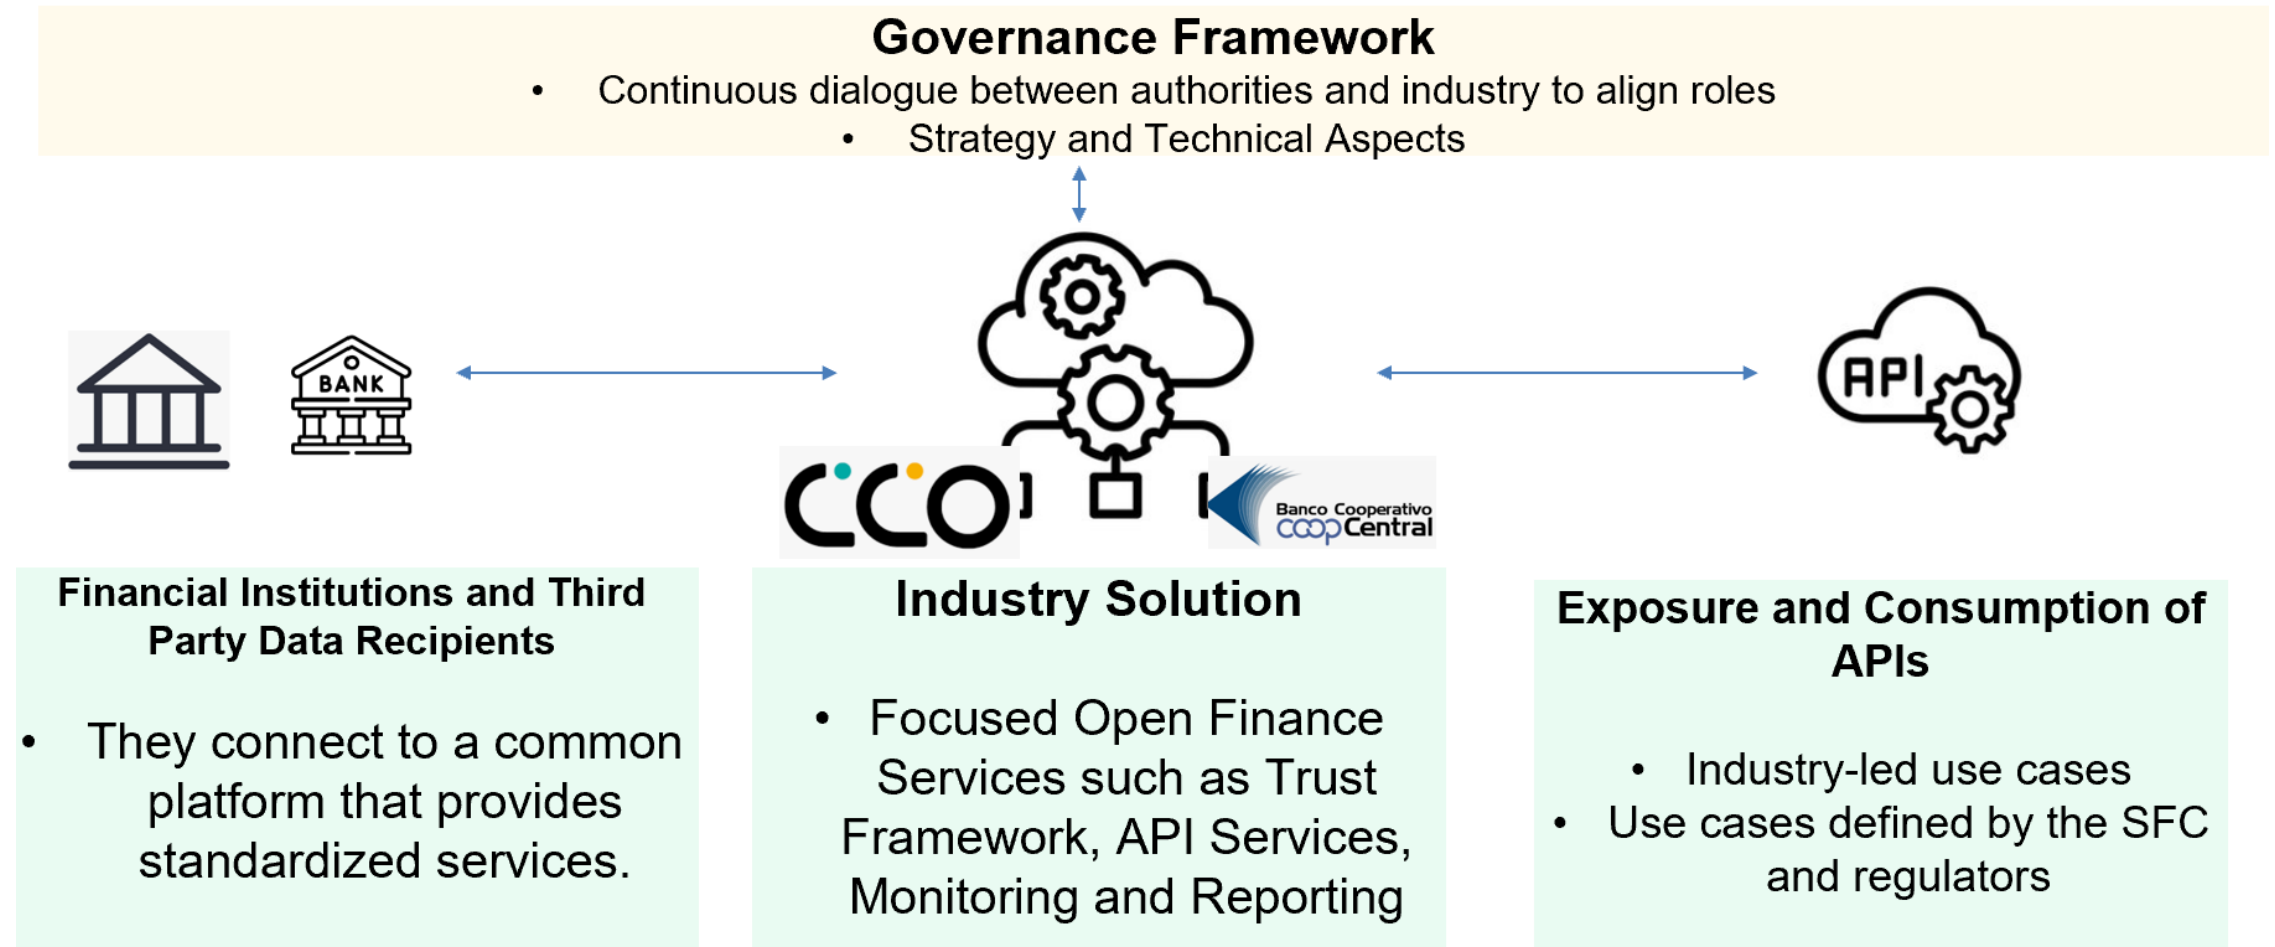 Governance Framework
• Continuous dialogue between authorities and industry to align roles
• Strategy and Technical Aspects
BANK
API
CCO
Banco Cooperativo
coopCentral
Financial Institutions and Third
Party Data Recipients
• They connect to a common
platform that provides
standardized services.
Industry Solution
• Focused Open Finance
Services such as Trust
Framework, API Services,
Monitoring and Reporting
Exposure and Consumption of
APIs
• Industry-led use cases
• Use cases defined by the SFC
and regulators